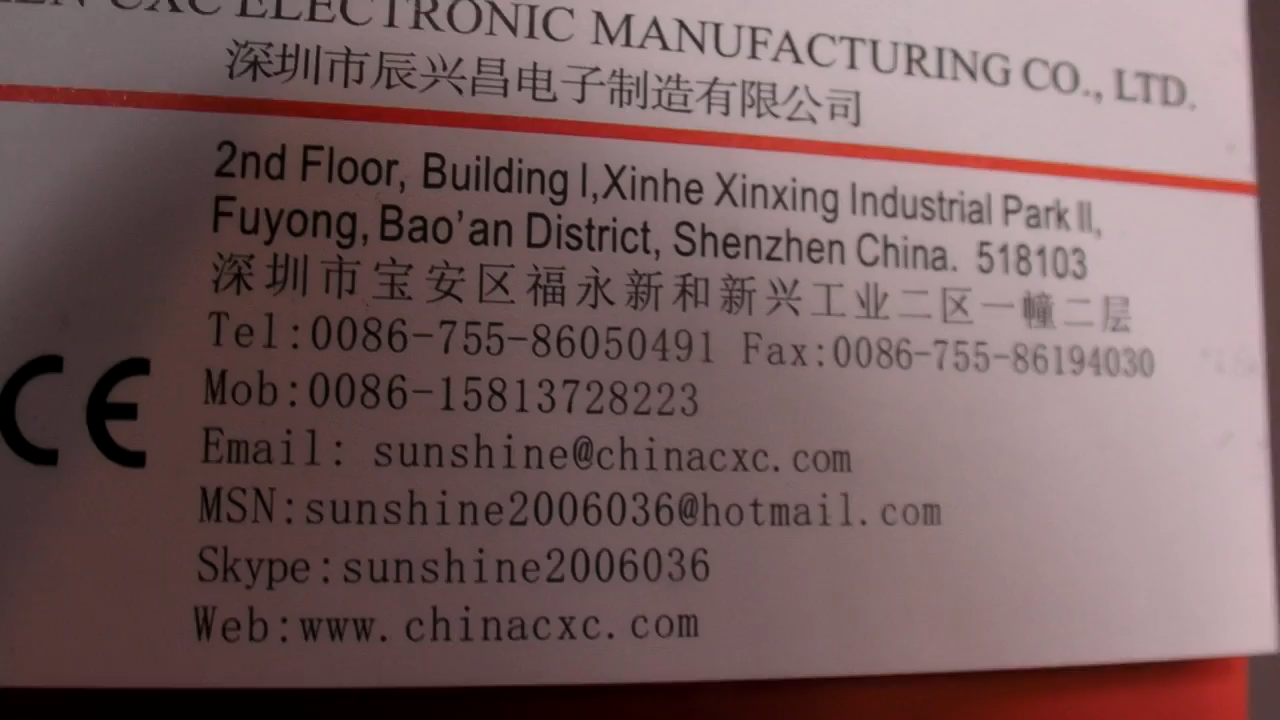 CXC ELECTRONIC MANUFACTURING CO., LTD.
深圳市辰兴昌电子制造有限公司
2nd Floor, Building I,Xinhe Xinxing Industrial Park II,
Fuyong, Bao'an District, Shenzhen China. 518103
深圳市宝安区福永新和新兴工业二区一幢二层
Tel:0086-755-86050491 Fax:0086-755-86194030
Mob:0086-15813728223
CE
Email: sunshine@chinacxc.com
MSN:sunshine2006036@hotmail.com
Skype:sunshine2006036
Web:www.chinacxc.com